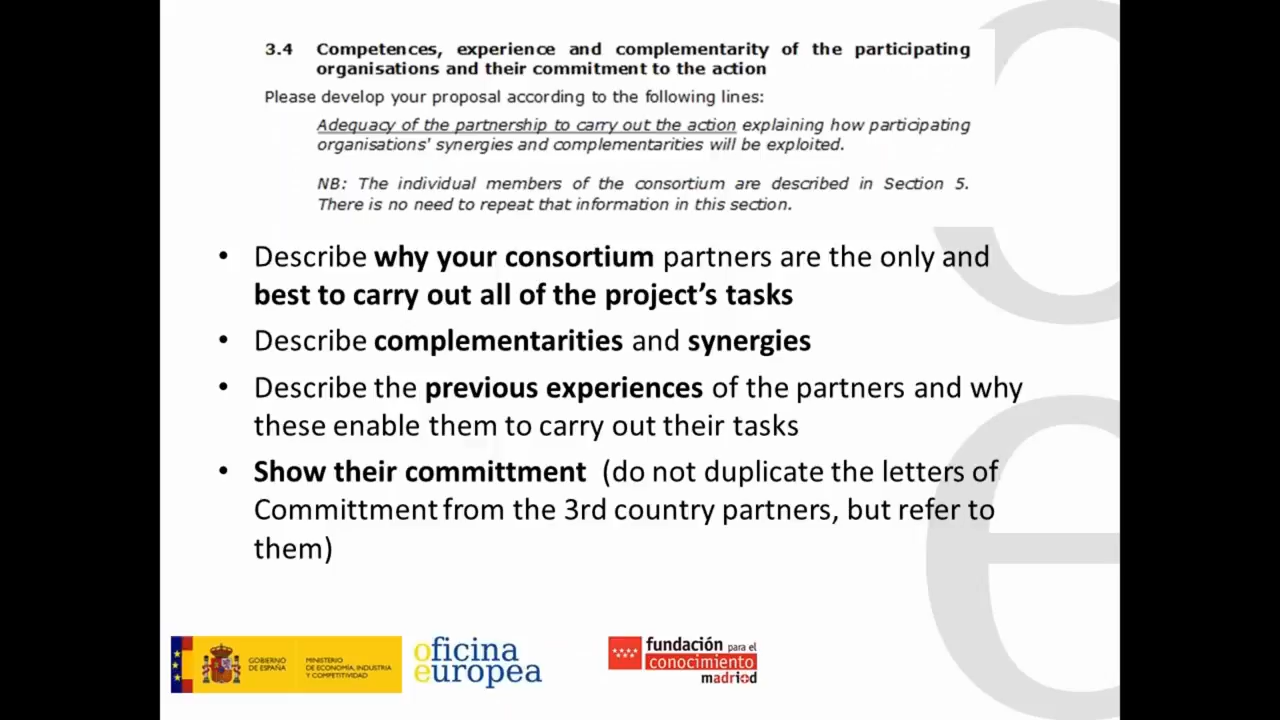 3.4 Competences, experience and complementarity of the participating
organisations and their commitment to the action
Please develop your proposal according to the following lines:
Adequacy of the partnership to carry out the action explaining how participating
organisations' synergies and complementarities will be exploited.
NB: The individual members of the consortium are described in Section 5.
There is no need to repeat that information in this section.
• Describe why your consortium partners are the only and
best to carry out all of the project's tasks
• Describe complementarities and synergies
• Describe the previous experiences of the partners and why
these enable them to carry out their tasks
• Show their committment (do not duplicate the letters of
Committment from the 3rd country partners, but refer to
them)
GOBIERNO
DE ESPAÑA
MINISTERIO
DE ECONOMÍA, INDUSTRIA
Y COMPETITIVIDAD
oficina
europea
fundación para el
conocimiento
madri+d